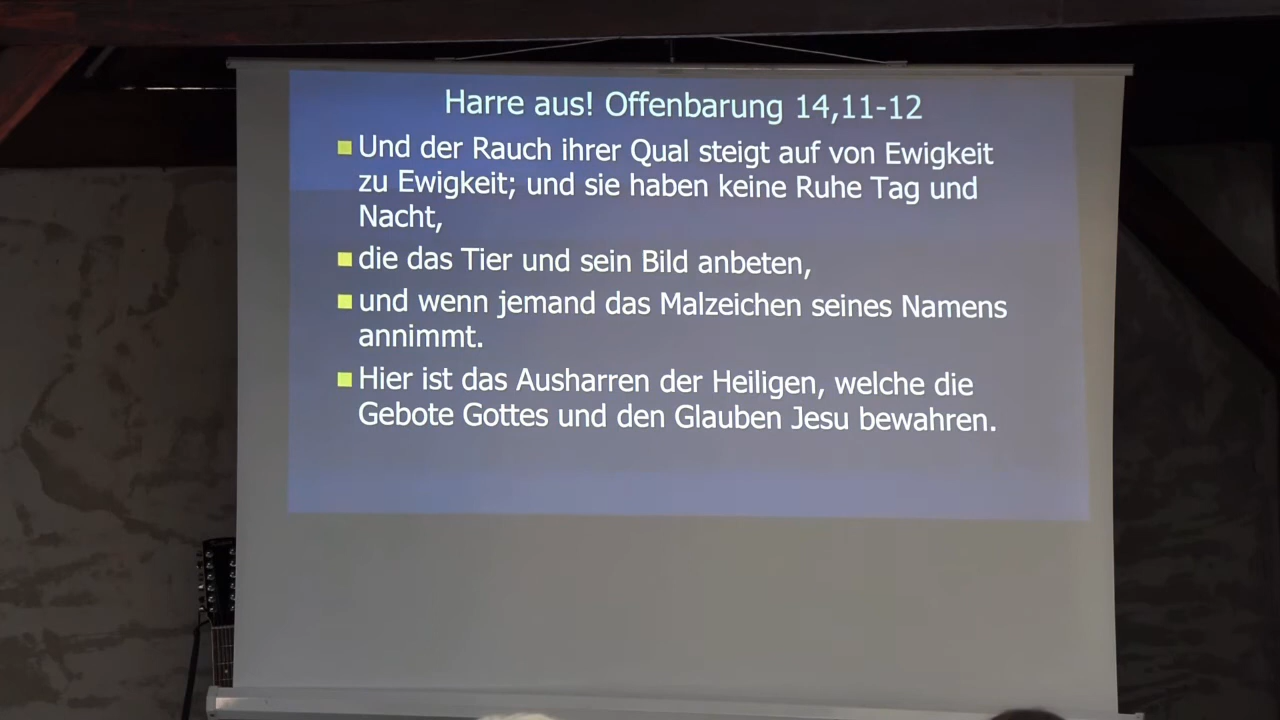 Harre aus! Offenbarung 14,11-12
Und der Rauch ihrer Qual steigt auf von Ewigkeit
zu Ewigkeit; und sie haben keine Ruhe Tag und
Nacht,
die das Tier und sein Bild anbeten,
und wenn jemand das Malzeichen seines Namens
annimmt.
Hier ist das Ausharren der Heiligen, welche die
Gebote Gottes und den Glauben Jesu bewahren.